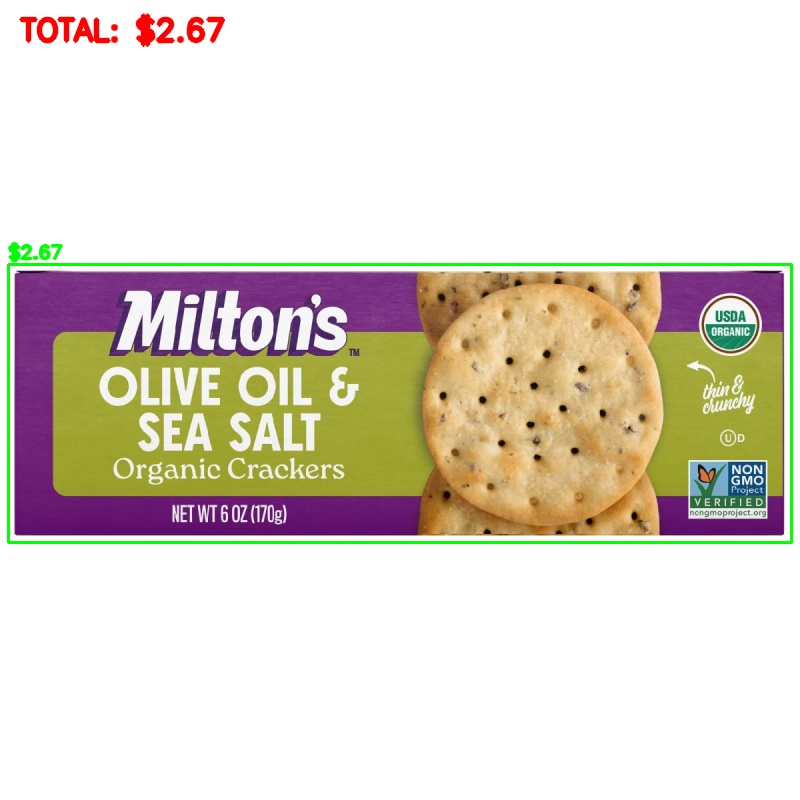 TOTAL: $2.67
$2.67
Milton's™
OLIVE OIL &
SEA SALT
Organic Crackers
NET WT 6 OZ (170g)
USDA
ORGANIC
thin &
crunchy
U D
NON
GMO
Project
VERIFIED
nongmoproject.org